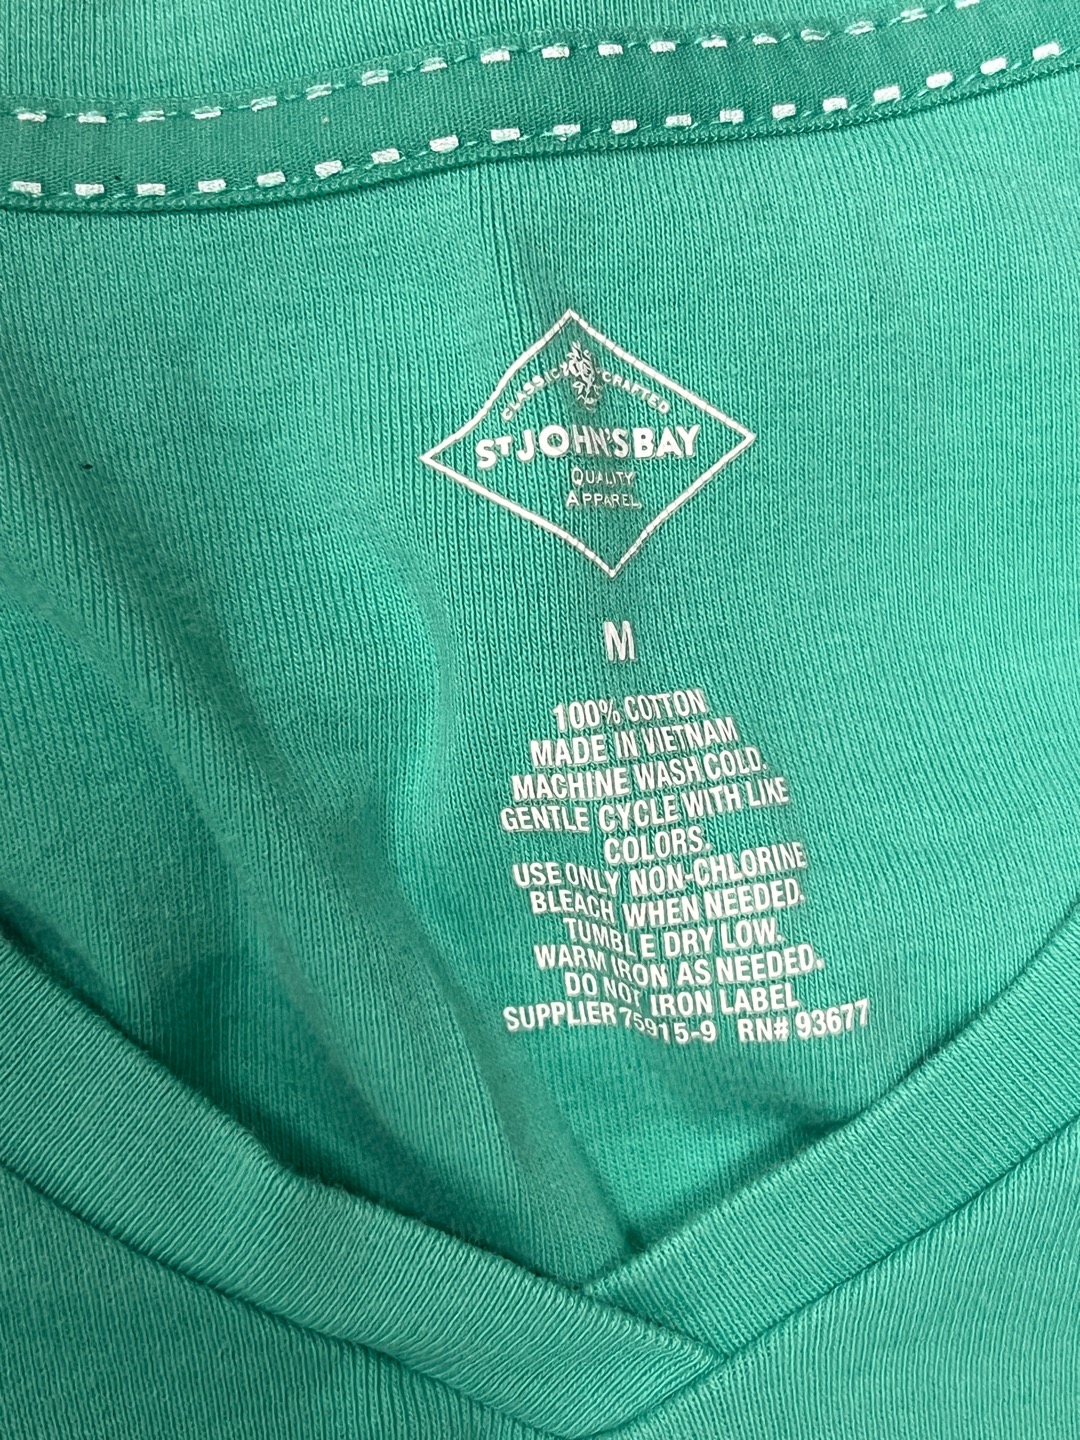 CLASSIC CRAFTED
ST JOHN'S BAY
QUALITY
APPAREL
M
100% COTTON
MADE IN VIETNAM
MACHINE WASH COLD.
GENTLE CYCLE WITH LIKE
COLORS.
USE ONLY NON-CHLORINE
BLEACH WHEN NEEDED.
TUMBLE DRY LOW.
WARM IRON AS NEEDED.
DO NOT IRON LABEL
SUPPLIER 75915-9 RN# 93677